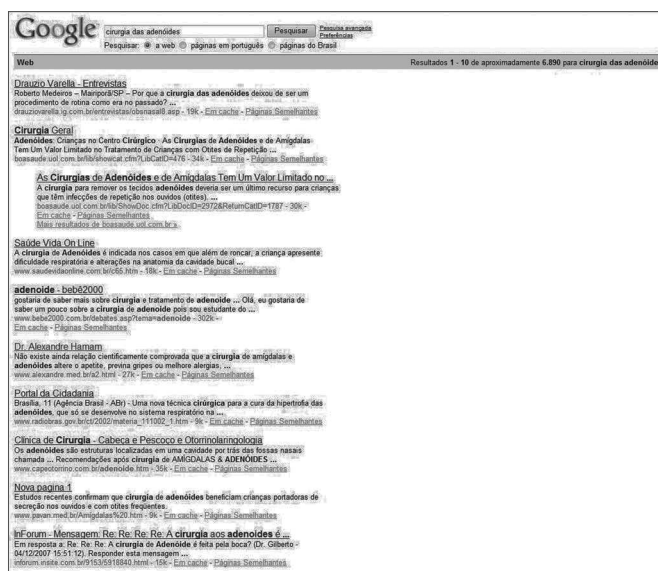 Google
cirurgia das adenóides Pesquisar Pesquisa avançada
Preferências
Pesquisar: a web páginas em português páginas do Brasil
Web Resultados 1 - 10 de aproximadamente 6.890 para cirurgia das adenóide
Drauzio Varella - Entrevistas
Roberto Medeiros – Mairiporã/SP – Por que a cirurgia das adenóides deixou de ser um
procedimento de rotina como era no passado? ...
drauziovarella.ig.com.br/entrevistas/obsnasal8.asp - 19k - Em cache - Páginas Semelhantes
Cirurgia Geral
Adenóides: Crianças no Centro Cirúrgico · As Cirurgias de Adenóides e de Amígdalas
Tem Um Valor Limitado no Tratamento de Crianças com Otites de Repetição ...
boasaude.uol.com.br/lib/showcat.cfm?LibCatID=476 - 34k - Em cache - Páginas Semelhantes
As Cirurgias de Adenóides e de Amígdalas Tem Um Valor Limitado no ...
A cirurgia para remover os tecidos adenóides deveria ser um último recurso para crianças
que têm infecções de repetição nos ouvidos (otites). ...
boasaude.uol.com.br/lib/ShowDoc.cfm?LibDocID=2972&ReturnCatID=1787 - 30k -
Em cache - Páginas Semelhantes
Mais resultados de boasaude.uol.com.br »
Saúde Vida On Line
A cirurgia de Adenóides é indicada nos casos em que além de roncar, a criança apresente
dificuldade respiratória e alterações na anatomia da cavidade bucal ...
www.saudevidaonline.com.br/c65.htm - 18k - Em cache - Páginas Semelhantes
adenoide - bebê2000
gostaria de saber mais sobre cirurgia e tratamento de adenoide ... Olá, eu gostaria de
saber um pouco sobre a cirurgia de adenoide pois sou estudante do ...
www.bebe2000.com.br/debates.asp?tema=adenoide - 302k -
Em cache - Páginas Semelhantes
Dr. Alexandre Hamam
Não existe ainda relação cientificamente comprovada que a cirurgia de amígdalas e
adenóides altere o apetite, previna gripes ou melhore alergias, ...
www.alexandre.med.br/a2.html - 27k - Em cache - Páginas Semelhantes
Portal da Cidadania
Brasília, 11 (Agência Brasil - ABr) - Uma nova técnica cirúrgica para a cura da hipertrofia das
adenóides, que só se desenvolve no sistema respiratório na ...
www.radiobras.gov.br/ct/2002/materia_111002_1.htm - 9k - Em cache - Páginas Semelhantes
Clínica de Cirurgia - Cabeça e Pescoço e Otorrinolaringologia
Os adenóides são estruturas localizadas em uma cavidade por trás das fossas nasais
chamada ... Recomendações após cirurgia de AMÍGDALAS & ADENÓIDES ...
www.capeotorrino.com.br/adenoide.htm - 35k - Em cache - Páginas Semelhantes
Nova pagina 1
Estudos recentes confirmam que cirurgia de adenóides beneficiam crianças portadoras de
secreção nos ouvidos e com otites freqüentes.
www.pavan.med.br/Amigdalas%20.htm - 9k - Em cache - Páginas Semelhantes
InForum - Mensagem: Re: Re: Re: Re: A cirurgia aos adenoides é ...
Em resposta a: Re: Re: Re: A cirurgia de Adenóide é feita pela boca? (Dr. Gilberto -
04/12/2007 15:51:12). Responder esta mensagem ...
inforum.insite.com.br/9153/5918840.html - 15k - Em cache - Páginas Semelhantes